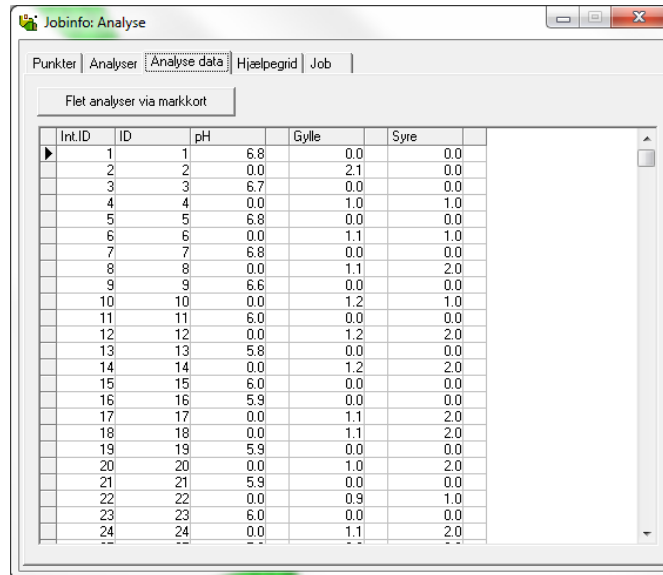 Jobinfo: Analyse
Punkter Analyser Analyse data Hjælpegrid Job
Flet analyser via markkort
Int.ID ID pH Gylle Syre
1 1 6.8 0.0 0.0
2 2 0.0 2.1 0.0
3 3 6.7 0.0 0.0
4 4 0.0 1.0 1.0
5 5 6.8 0.0 0.0
6 6 0.0 1.1 1.0
7 7 6.8 0.0 0.0
8 8 0.0 1.1 2.0
9 9 6.6 0.0 0.0
10 10 0.0 1.2 1.0
11 11 6.0 0.0 0.0
12 12 0.0 1.2 2.0
13 13 5.8 0.0 0.0
14 14 0.0 1.2 2.0
15 15 6.0 0.0 0.0
16 16 5.9 0.0 0.0
17 17 0.0 1.1 2.0
18 18 0.0 1.1 2.0
19 19 5.9 0.0 0.0
20 20 0.0 1.0 2.0
21 21 5.9 0.0 0.0
22 22 0.0 0.9 1.0
23 23 6.0 0.0 0.0
24 24 0.0 1.1 2.0